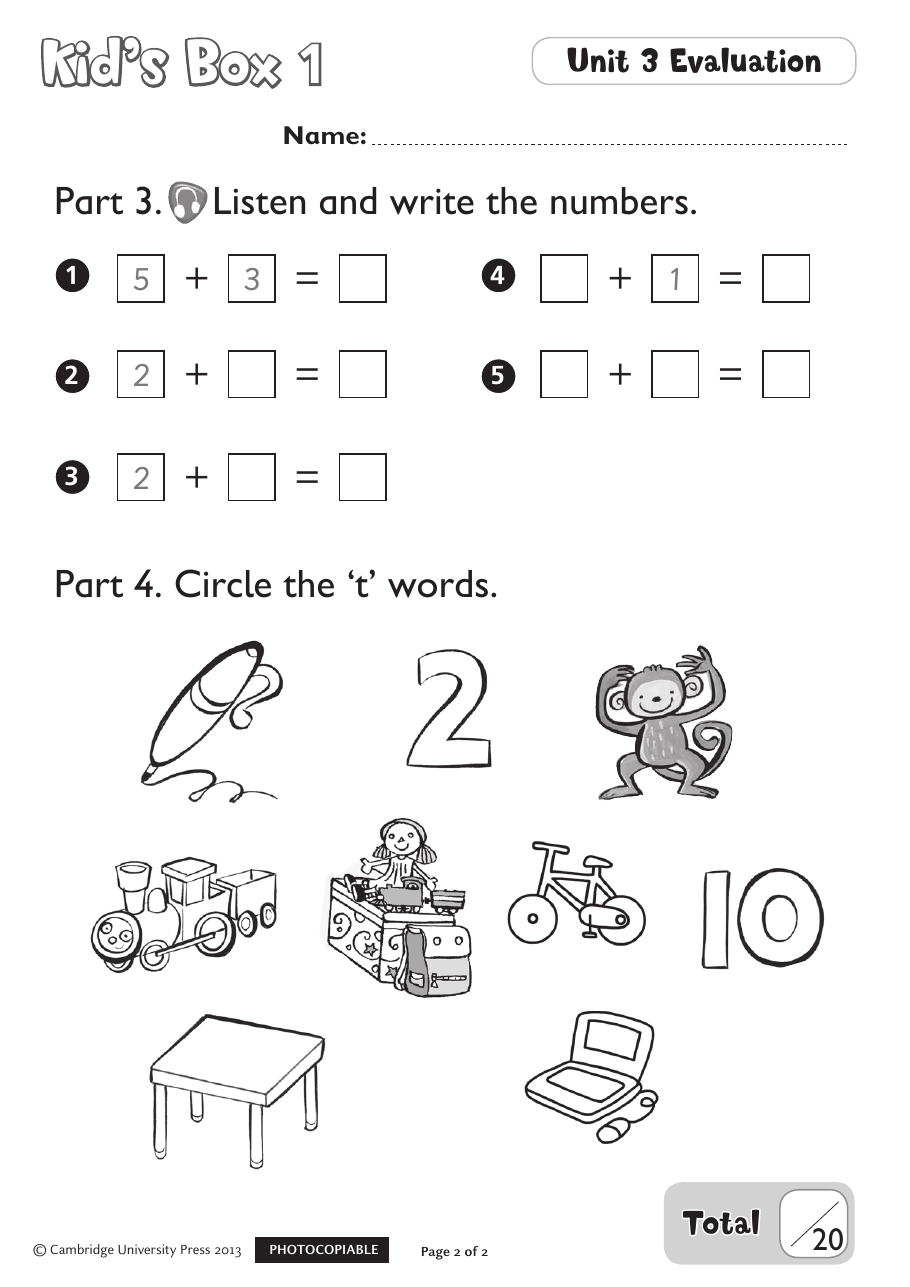 Kid's Box 1
Unit 3 Evaluation
Name:
Part 3. Listen and write the numbers.
1 5 + 3 =
4 + 1 =
2 2 + =
5 + =
3 2 + =
Part 4. Circle the ‘t’ words.
2
10
Total
20
© Cambridge University Press 2013 PHOTOCOPIABLE Page 2 of 2